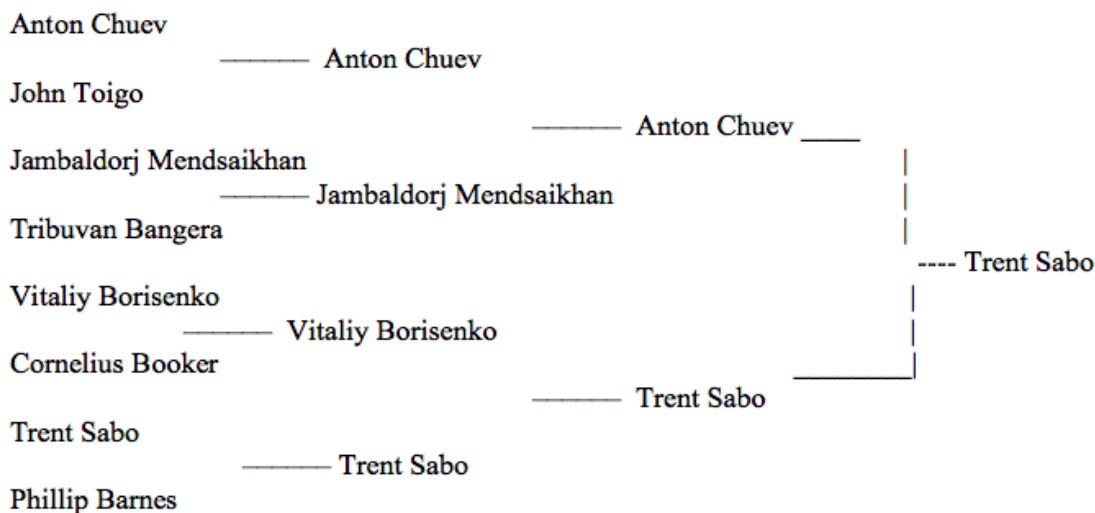 Anton Chuev
Anton Chuev
John Toigo
Anton Chuev
Jambaldorj Mendsaikhan
Jambaldorj Mendsaikhan
Tribuvan Bangera
Trent Sabo
Vitaliy Borisenko
Vitaliy Borisenko
Cornelius Booker
Trent Sabo
Trent Sabo
Trent Sabo
Phillip Barnes